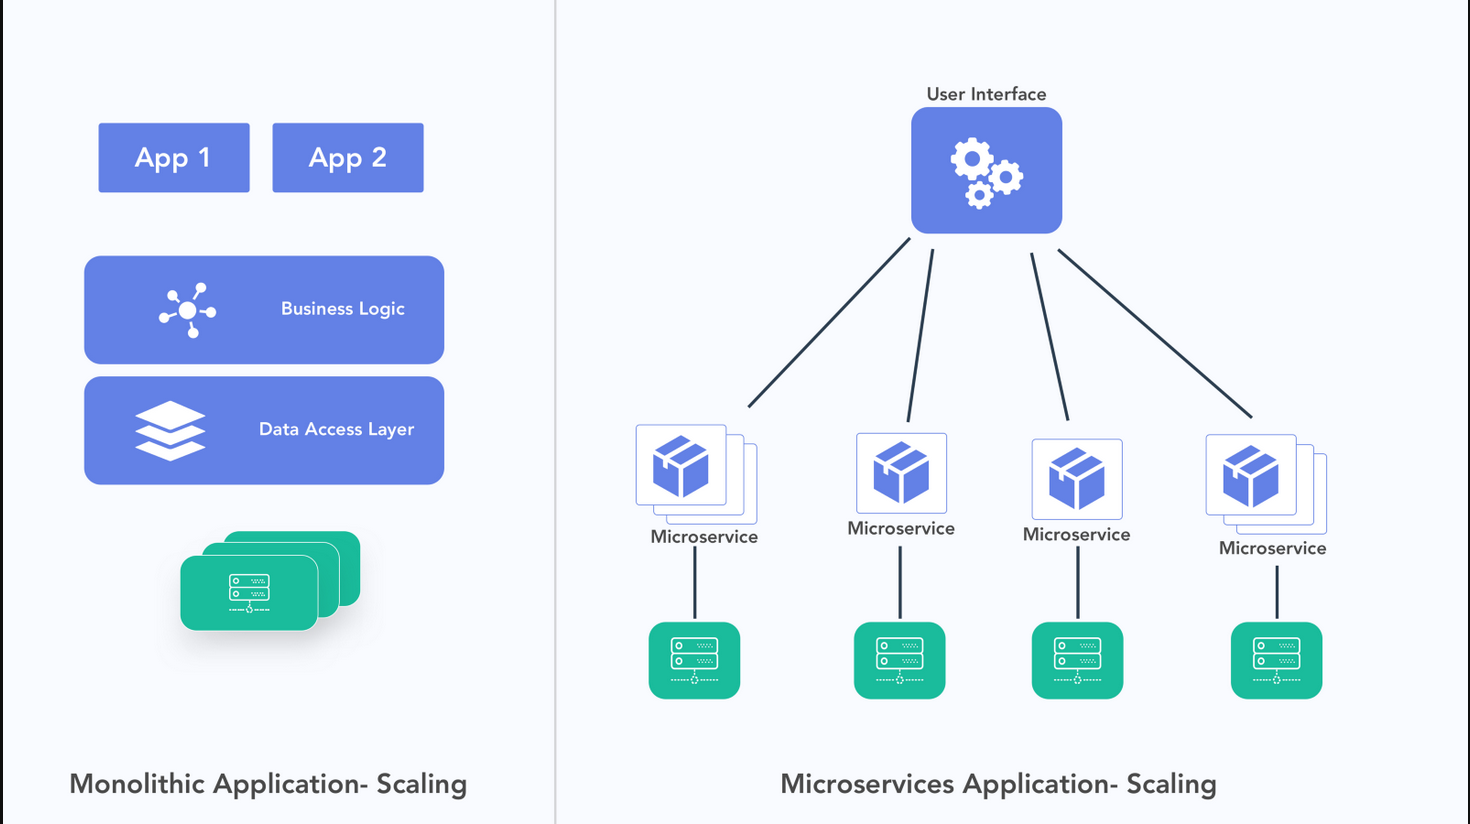 App 1
App 2
Business Logic
Data Access Layer
Monolithic Application- Scaling
User Interface
Microservice
Microservice
Microservice
Microservice
Microservices Application- Scaling